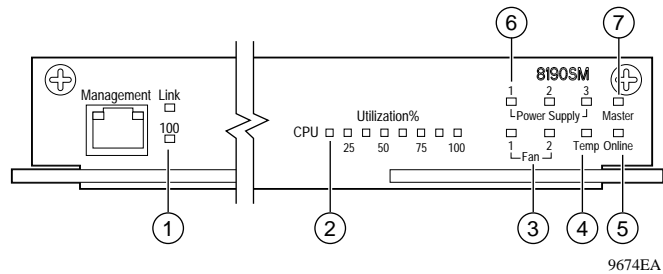 6 7
8190SM
1 2 3
Management Link
Power Supply Master
100
Utilization%
CPU
25 50 75 100
1 2 Temp Online
Fan
1 2 3 4 5
9674EA